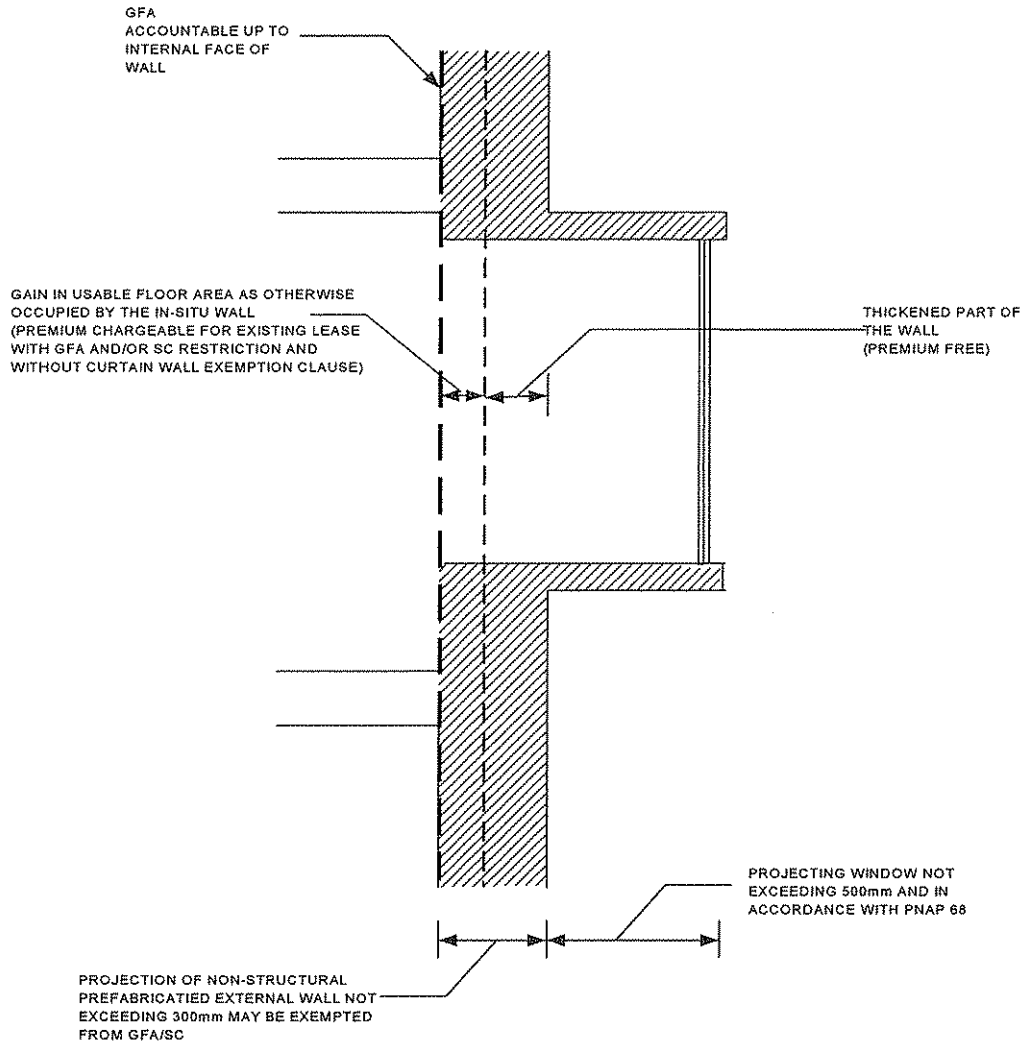 GFA
ACCOUNTABLE UP TO
INTERNAL FACE OF
WALL
GAIN IN USABLE FLOOR AREA AS OTHERWISE
OCCUPIED BY THE IN-SITU WALL
(PREMIUM CHARGEABLE FOR EXISTING LEASE
WITH GFA AND/OR SC RESTRICTION AND
WITHOUT CURTAIN WALL EXEMPTION CLAUSE)
THICKENED PART OF
THE WALL
(PREMIUM FREE)
PROJECTING WINDOW NOT
EXCEEDING 500mm AND IN
ACCORDANCE WITH PNAP 68
PROJECTION OF NON-STRUCTURAL
PREFABRICATIED EXTERNAL WALL NOT
EXCEEDING 300mm MAY BE EXEMPTED
FROM GFA/SC